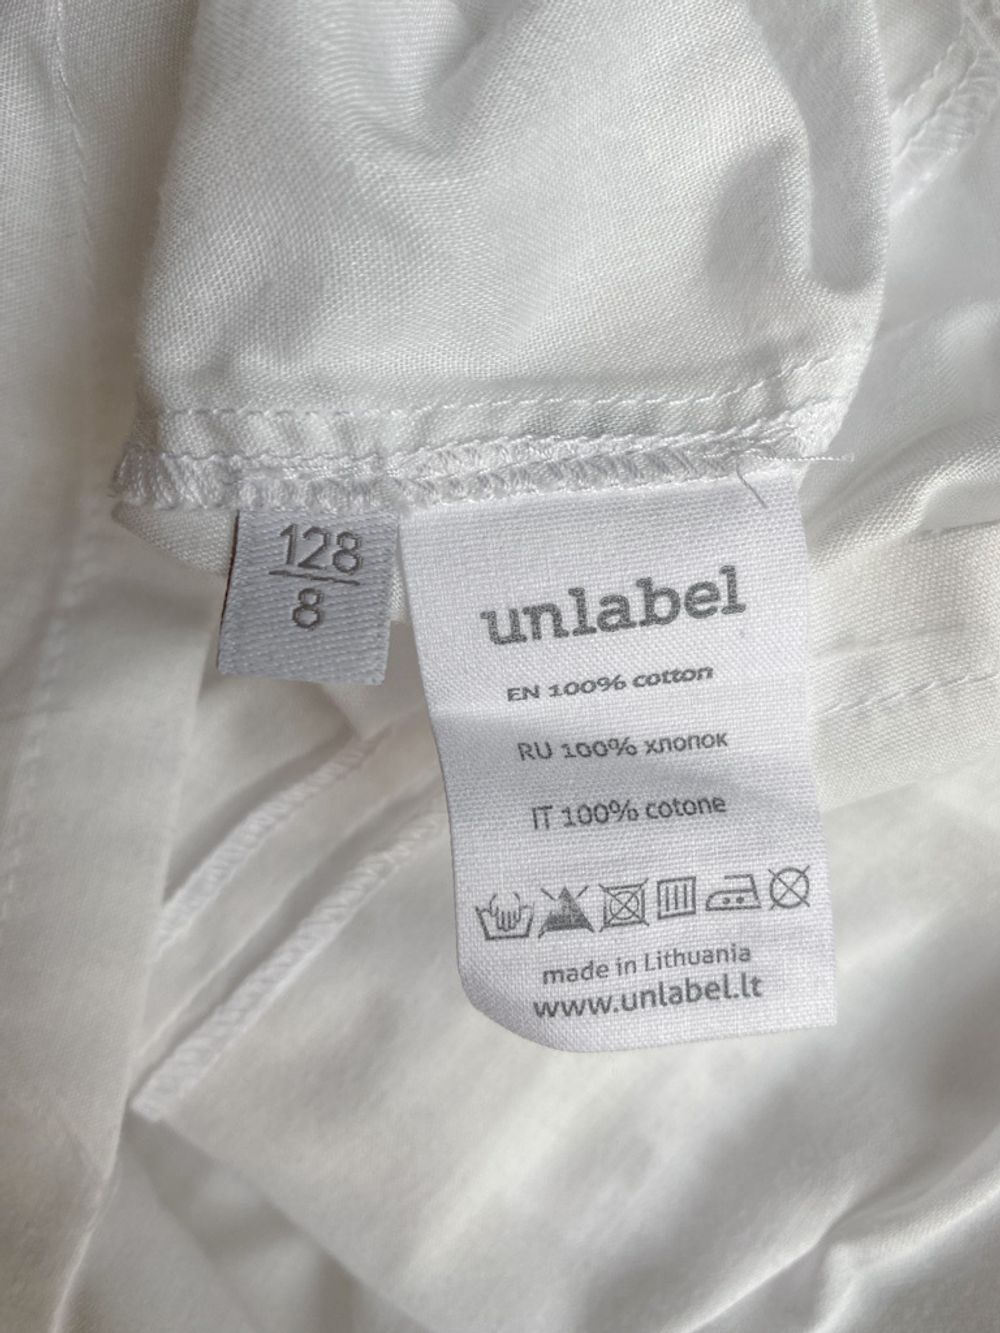 128
8
unlabel
EN 100% cotton
RU 100% хлопок
IT 100% cotone
made in Lithuania
www.unlabel.lt